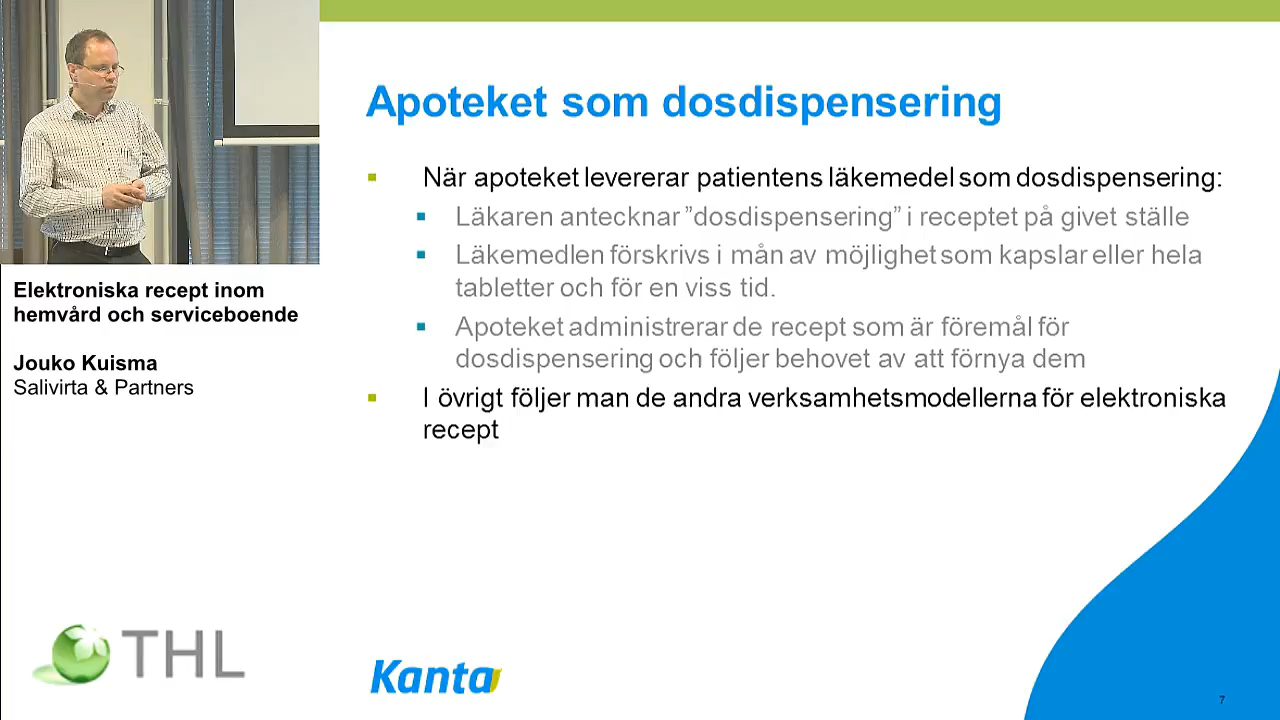 Apoteket som dosdispensering
När apoteket levererar patientens läkemedel som dosdispensering:
Läkaren antecknar ”dosdispensering” i receptet på givet ställe
Läkemedlen förskrivs i mån av möjlighet som kapslar eller hela
tabletter och för en viss tid.
Apoteket administrerar de recept som är föremål för
dosdispensering och följer behovet av att förnya dem
I övrigt följer man de andra verksamhetsmodellerna för elektroniska
recept
Elektroniska recept inom
hemvård och serviceboende
Jouko Kuisma
Salivirta & Partners
THL
Kanta
7